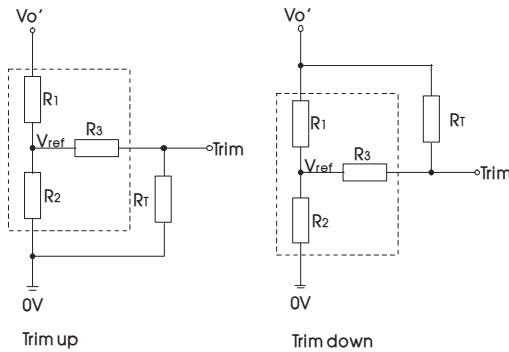 Vo'
R1
Vref
R3
Trim
R2
RT
0V
Trim up
Vo'
R1
RT
Vref
R3
Trim
R2
0V
Trim down